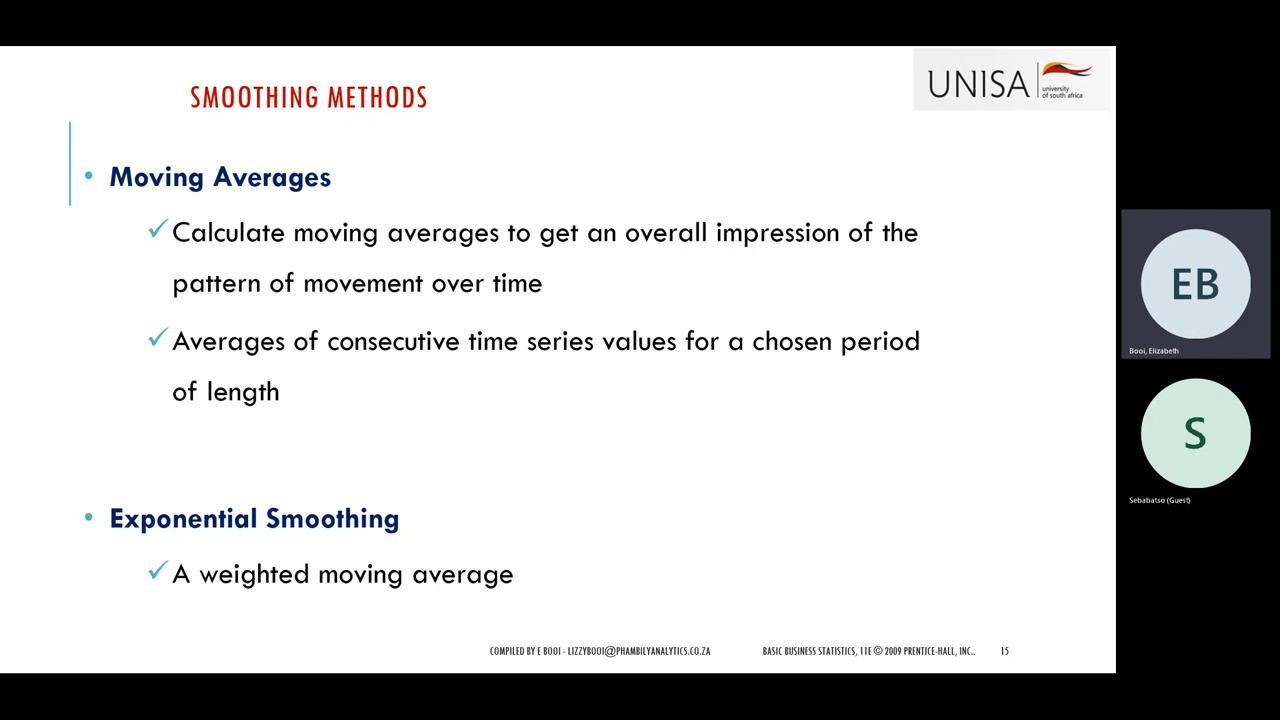 SMOOTHING METHODS
UNISA
university
of south africa
• Moving Averages
✓ Calculate moving averages to get an overall impression of the
pattern of movement over time
✓ Averages of consecutive time series values for a chosen period
of length
• Exponential Smoothing
✓ A weighted moving average
COMPILED BY E BOOI - LIZZYBOOI@PHAMBILYANALYTICS.CO.ZA
BASIC BUSINESS STATISTICS, 11E © 2009 PRENTICE-HALL, INC..
15
EB
Booi, Elizabeth
S
Sebabatso (Guest)